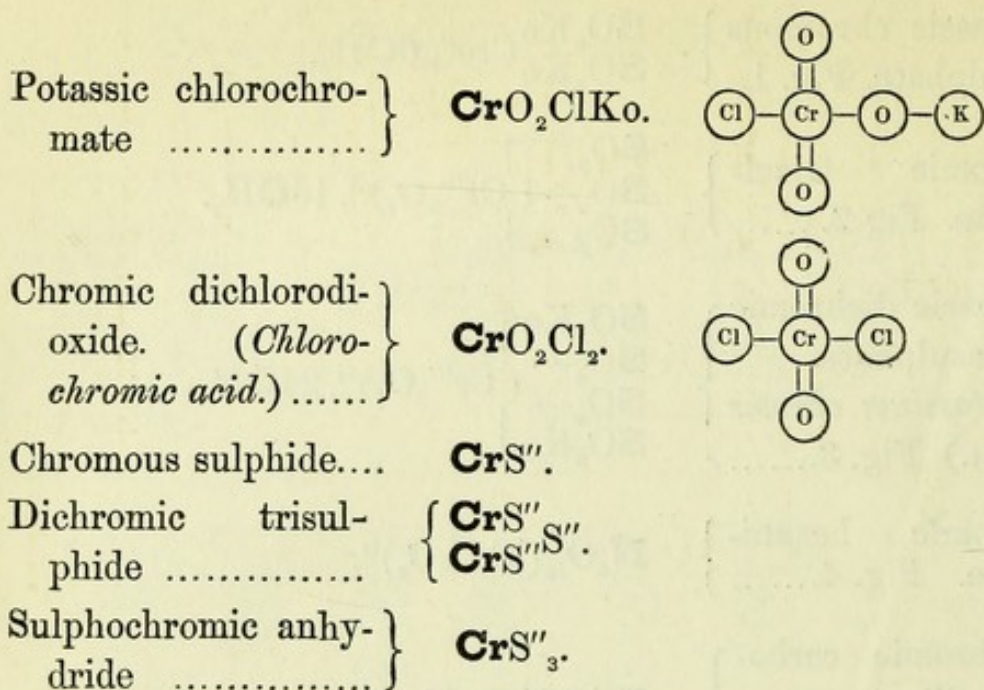 Potassic chlorochro-
mate ............... } CrO₂ClKo.
O
Cl Cr O K
O
Chromic dichlorodi-
oxide. (Chloro-
chromic acid.) ...... } CrO₂Cl₂.
O
Cl Cr Cl
O
Chromous sulphide.... CrS″.
Dichromic trisul-
phide ............... { CrS″
CrS″ S″.
Sulphochromic anhy-
dride ............... } CrS″₃.